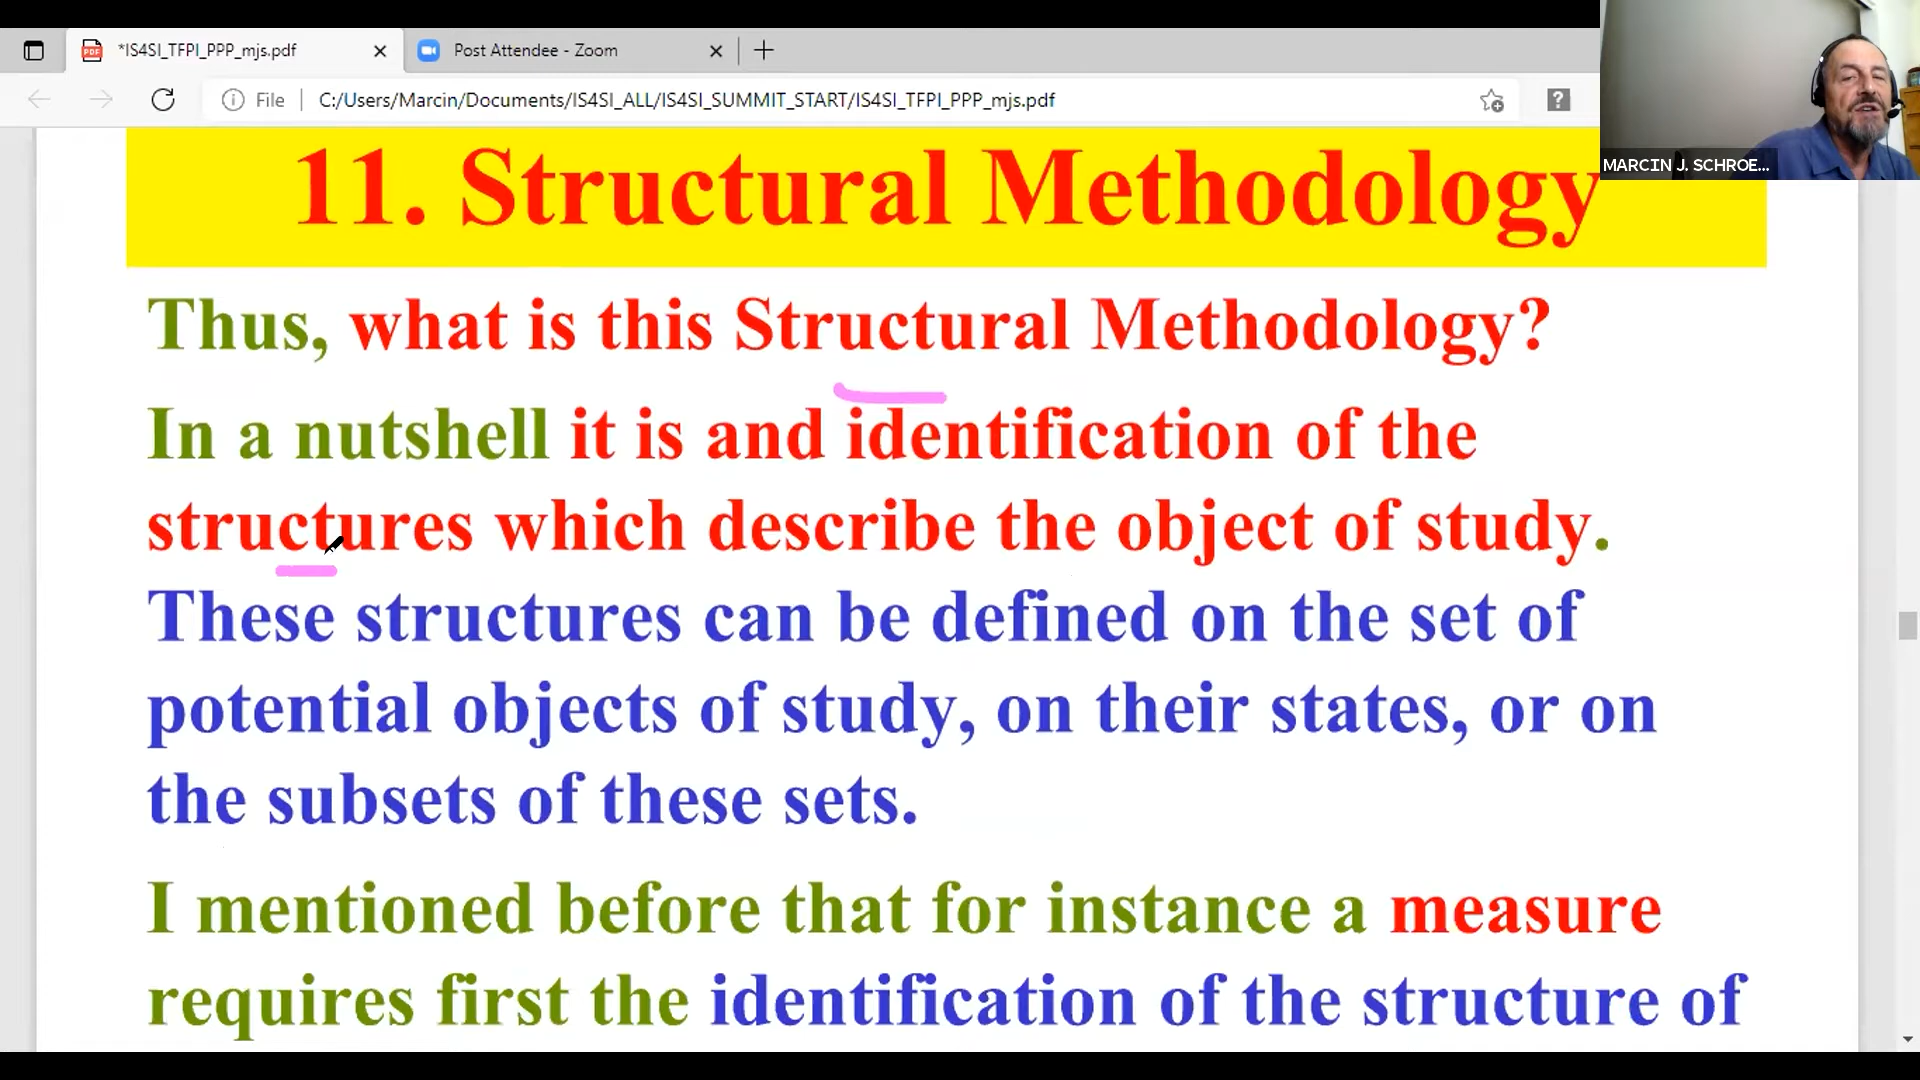 *IS4SI_TFPI_PPP_mjs.pdf
Post Attendee - Zoom
File
C:/Users/Marcin/Documents/IS4SI_ALL/IS4SI_SUMMIT_START/IS4SI_TFPI_PPP_mjs.pdf
MARCIN J. SCHROE...
11. Structural Methodology
Thus, what is this Structural Methodology?
In a nutshell it is and identification of the
structures which describe the object of study.
These structures can be defined on the set of
potential objects of study, on their states, or on
the subsets of these sets.
I mentioned before that for instance a measure
requires first the identification of the structure of